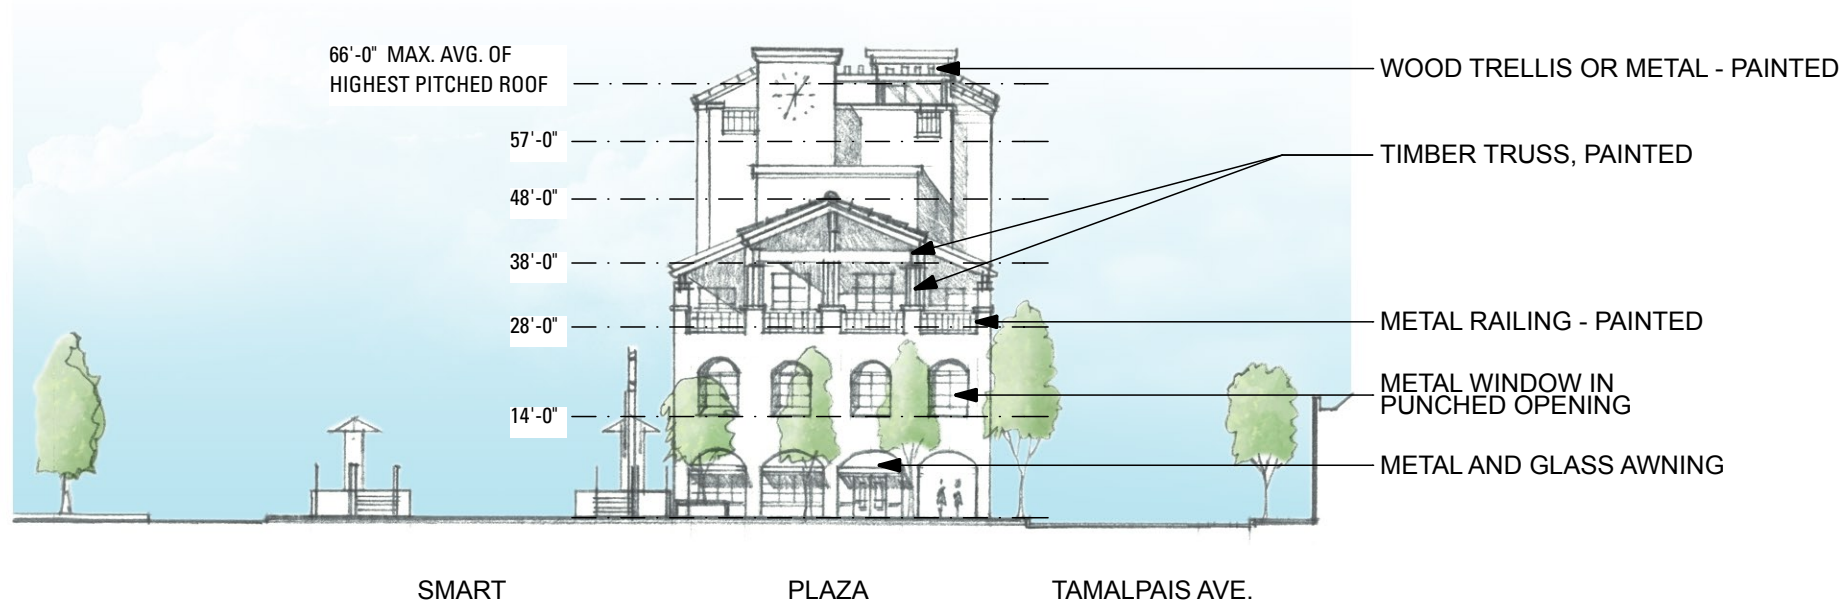 66'-0" MAX. AVG. OF
HIGHEST PITCHED ROOF
57'-0"
48'-0"
38'-0"
28'-0"
14'-0"
WOOD TRELLIS OR METAL - PAINTED
TIMBER TRUSS, PAINTED
METAL RAILING - PAINTED
METAL WINDOW IN
PUNCHED OPENING
METAL AND GLASS AWNING
SMART
PLAZA
TAMALPAIS AVE.